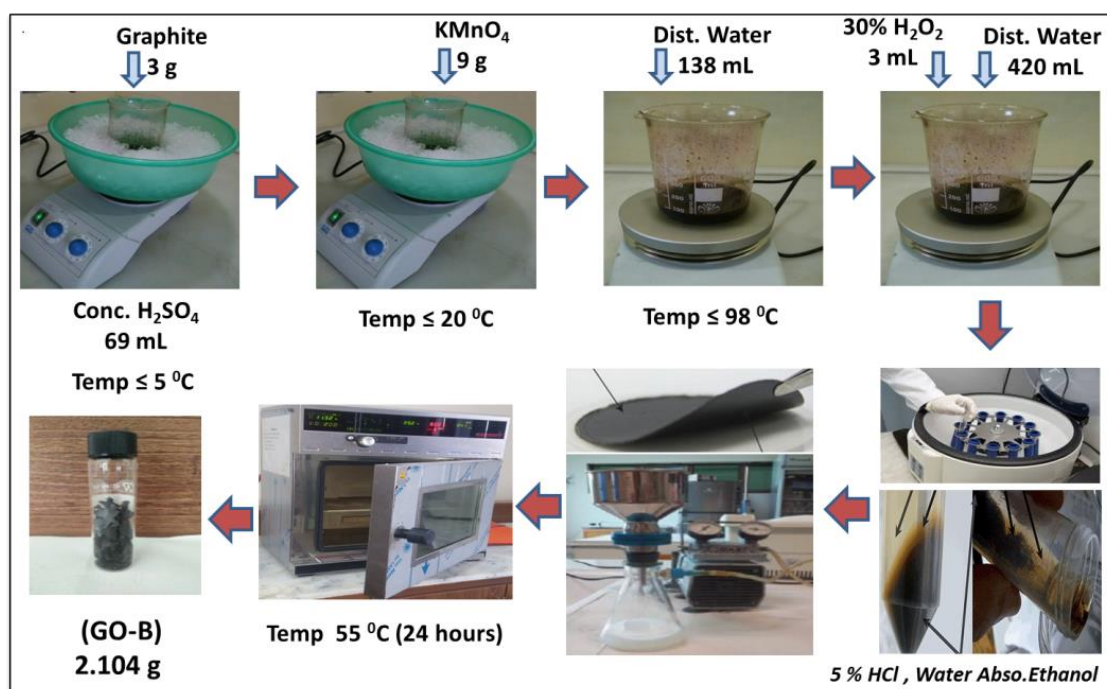 Graphite
3 g
KMnO₄
9 g
Dist. Water
138 mL
30% H₂O₂
3 mL
Dist. Water
420 mL
Conc. H₂SO₄
69 mL
Temp ≤ 5 ⁰C
Temp ≤ 20 ⁰C
Temp ≤ 98 ⁰C
5 % HCl , Water Abso.Ethanol
Temp 55 ⁰C (24 hours)
(GO-B)
2.104 g